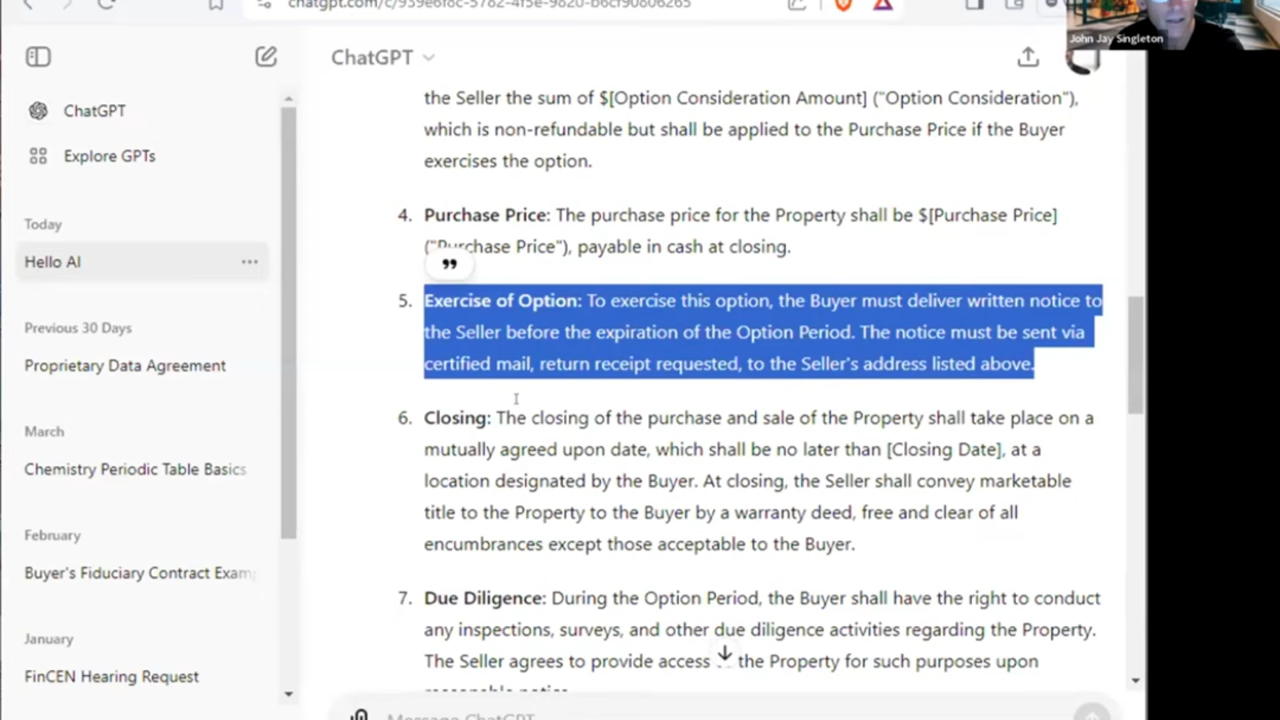 chatgpt.com/c/939e6f8c-5782-4f5e-9820-b6cf90806265
John Jay Singleton
ChatGPT
ChatGPT
Explore GPTs
Today
Hello AI
Previous 30 Days
Proprietary Data Agreement
March
Chemistry Periodic Table Basics
February
Buyer's Fiduciary Contract Exam
January
FinCEN Hearing Request
the Seller the sum of $[Option Consideration Amount] ("Option Consideration"),
which is non-refundable but shall be applied to the Purchase Price if the Buyer
exercises the option.
4. Purchase Price: The purchase price for the Property shall be $[Purchase Price]
("Purchase Price"), payable in cash at closing.
5. Exercise of Option: To exercise this option, the Buyer must deliver written notice to
the Seller before the expiration of the Option Period. The notice must be sent via
certified mail, return receipt requested, to the Seller's address listed above.
6. Closing: The closing of the purchase and sale of the Property shall take place on a
mutually agreed upon date, which shall be no later than [Closing Date], at a
location designated by the Buyer. At closing, the Seller shall convey marketable
title to the Property to the Buyer by a warranty deed, free and clear of all
encumbrances except those acceptable to the Buyer.
7. Due Diligence: During the Option Period, the Buyer shall have the right to conduct
any inspections, surveys, and other due diligence activities regarding the Property.
The Seller agrees to provide access the Property for such purposes upon
reasonable notice.
Message ChatGPT